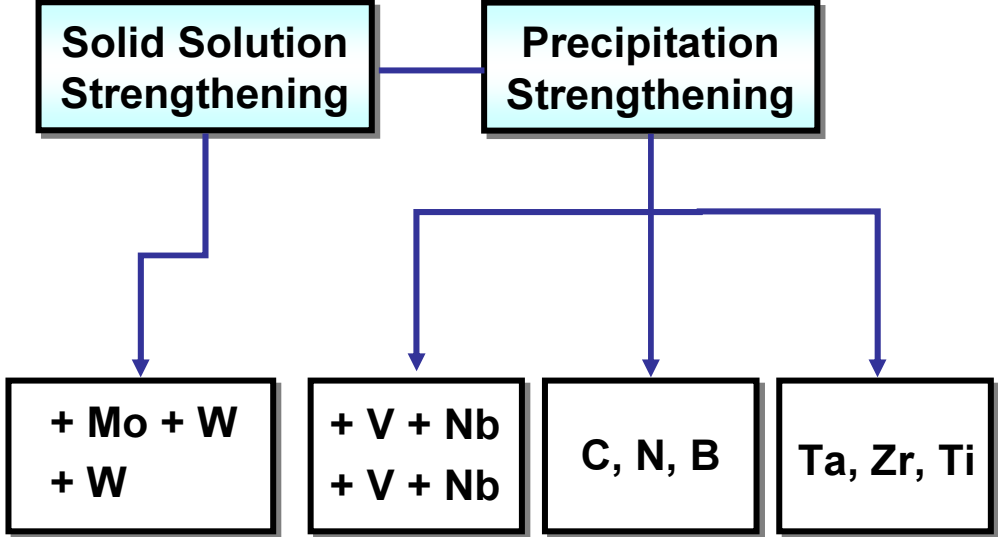 Solid Solution
Strengthening
Precipitation
Strengthening
+ Mo + W
+ W
+ V + Nb
+ V + Nb
C, N, B
Ta, Zr, Ti